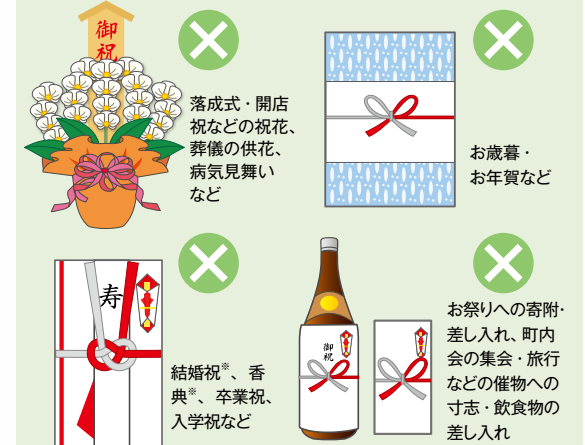 御
祝
落成式・開店
祝などの祝花、
葬儀の供花、
病気見舞い
など
お歳暮・
お年賀など
寿
結婚祝※、香
典※、卒業祝、
入学祝など
御
祝
お祭りへの寄附・
差し入れ、町内
会の集会・旅行
などの催物への
寸志・飲食物の
差し入れ